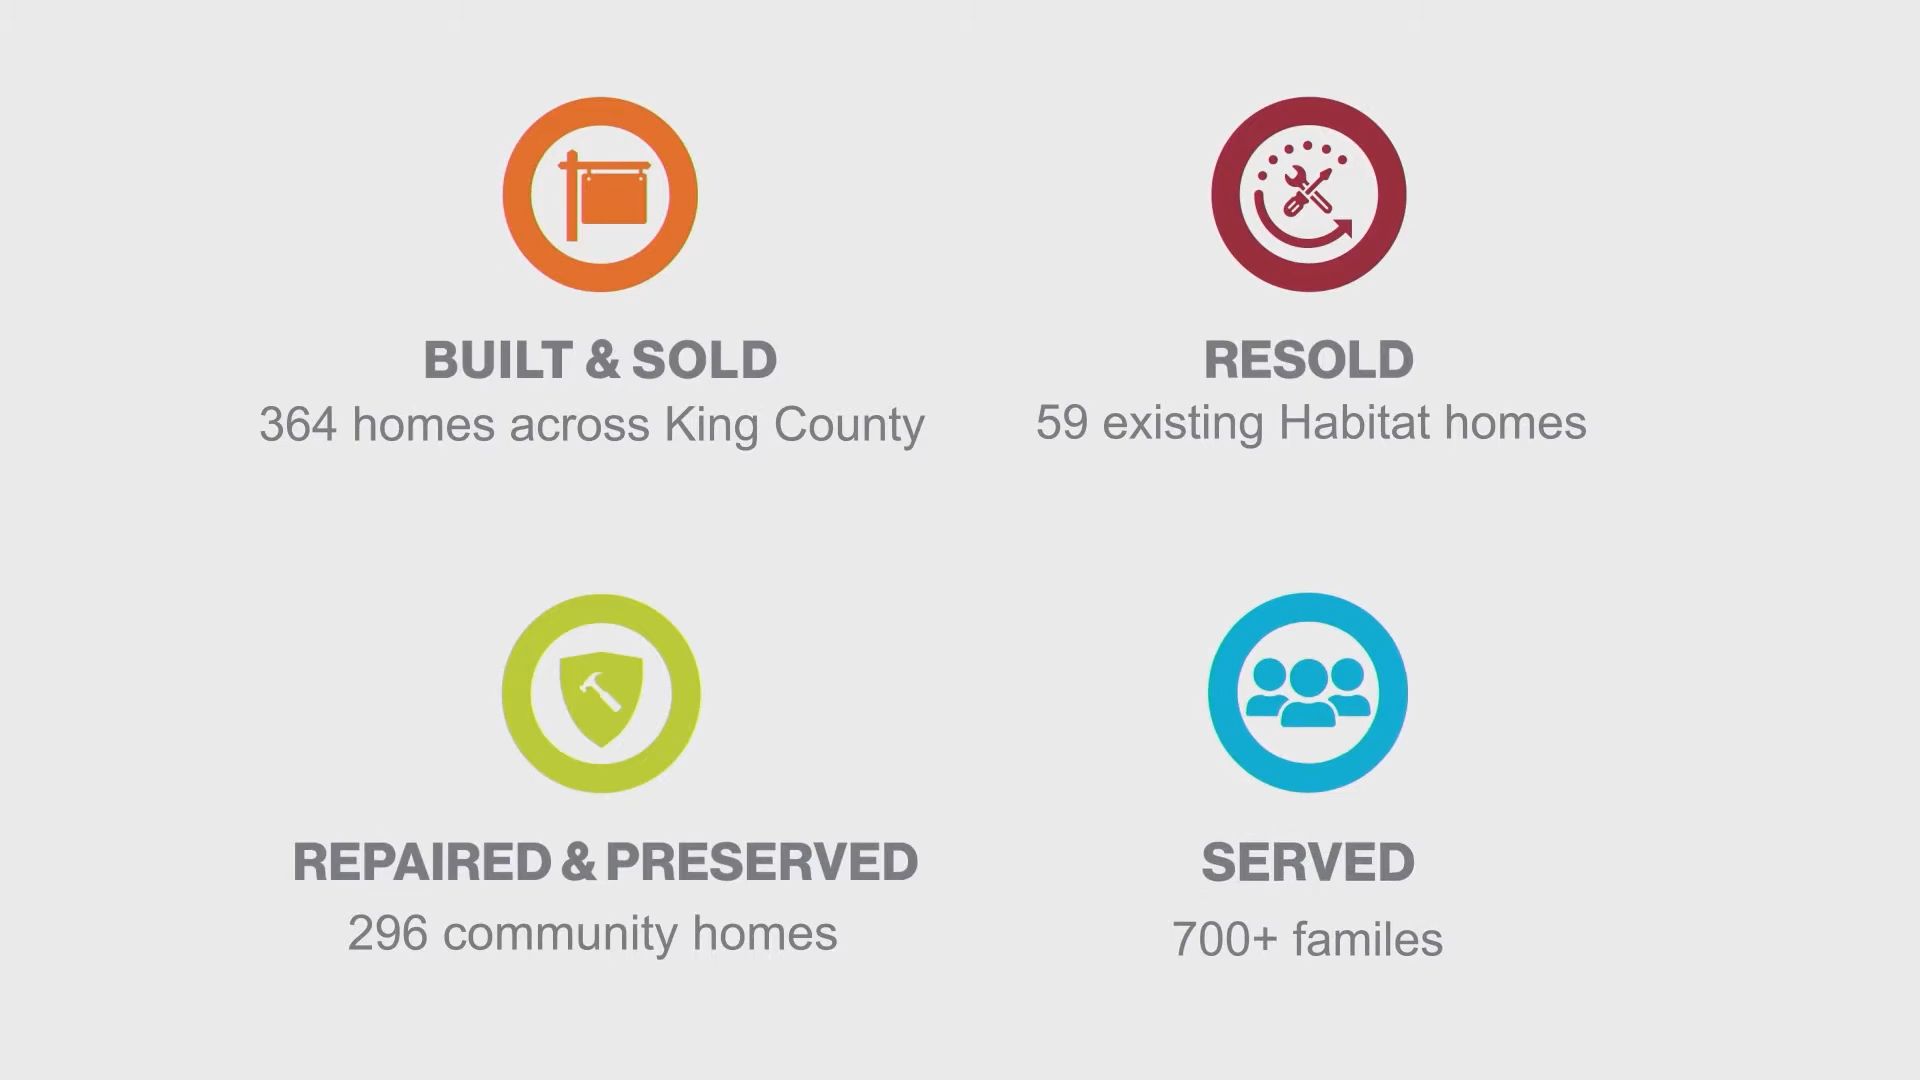 BUILT & SOLD
364 homes across King County
RESOLD
59 existing Habitat homes
REPAIRED & PRESERVED
296 community homes
SERVED
700+ familes